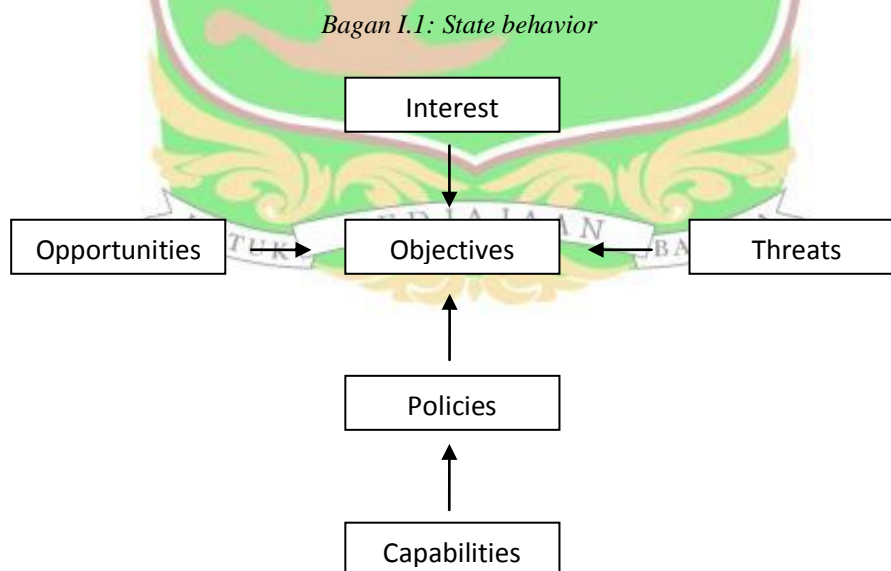 Bagan I.1: State behavior
Interest
Opportunities
Objectives
Threats
Policies
Capabilities